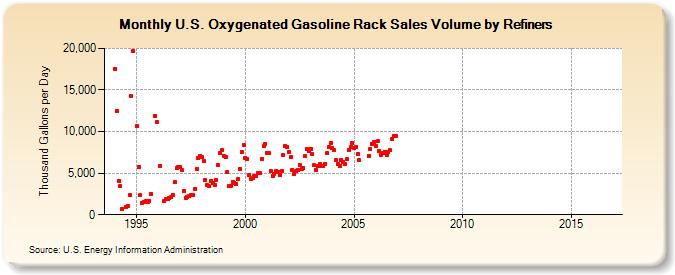 Monthly U.S. Oxygenated Gasoline Rack Sales Volume by Refiners
Thousand Gallons per Day
20,000
15,000
10,000
5,000
0
1995 2000 2005 2010 2015
Source: U.S. Energy Information Administration